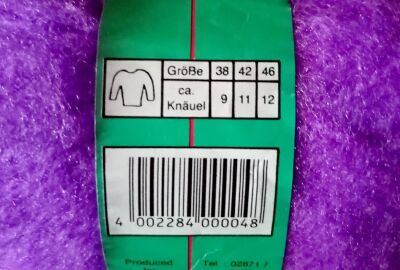 Größe 38 42 46
ca. Knäuel 9 11 12
4 002284 000048
Produced Tel. 02871 /